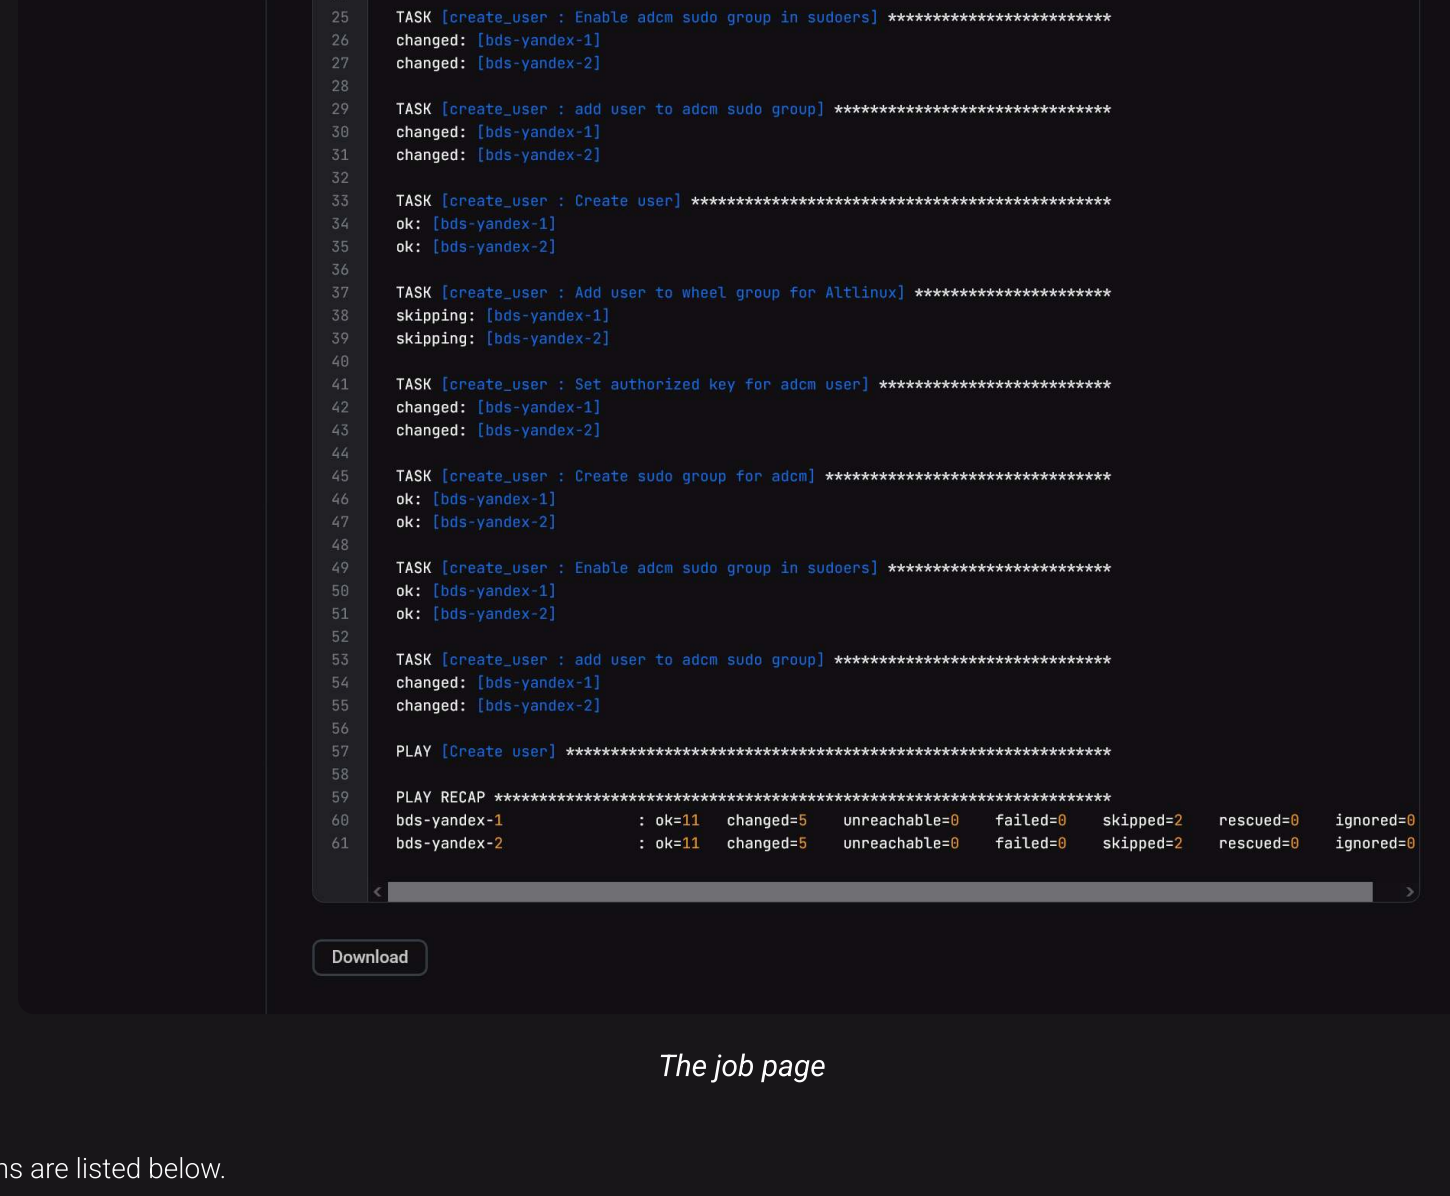 25 TASK [create_user : Enable adcm sudo group in sudoers] *************************
26 changed: [bds-yandex-1]
27 changed: [bds-yandex-2]
28
29 TASK [create_user : add user to adcm sudo group] *******************************
30 changed: [bds-yandex-1]
31 changed: [bds-yandex-2]
32
33 TASK [create_user : Create user] ***********************************************
34 ok: [bds-yandex-1]
35 ok: [bds-yandex-2]
36
37 TASK [create_user : Add user to wheel group for Altlinux] **********************
38 skipping: [bds-yandex-1]
39 skipping: [bds-yandex-2]
40
41 TASK [create_user : Set authorized key for adcm user] **************************
42 changed: [bds-yandex-1]
43 changed: [bds-yandex-2]
44
45 TASK [create_user : Create sudo group for adcm] ********************************
46 ok: [bds-yandex-1]
47 ok: [bds-yandex-2]
48
49 TASK [create_user : Enable adcm sudo group in sudoers] *************************
50 ok: [bds-yandex-1]
51 ok: [bds-yandex-2]
52
53 TASK [create_user : add user to adcm sudo group] *******************************
54 changed: [bds-yandex-1]
55 changed: [bds-yandex-2]
56
57 PLAY [Create user] *************************************************************
58
59 PLAY RECAP *********************************************************************
60 bds-yandex-1 : ok=11 changed=5 unreachable=0 failed=0 skipped=2 rescued=0 ignored=0
61 bds-yandex-2 : ok=11 changed=5 unreachable=0 failed=0 skipped=2 rescued=0 ignored=0
Download
The job page
ns are listed below.